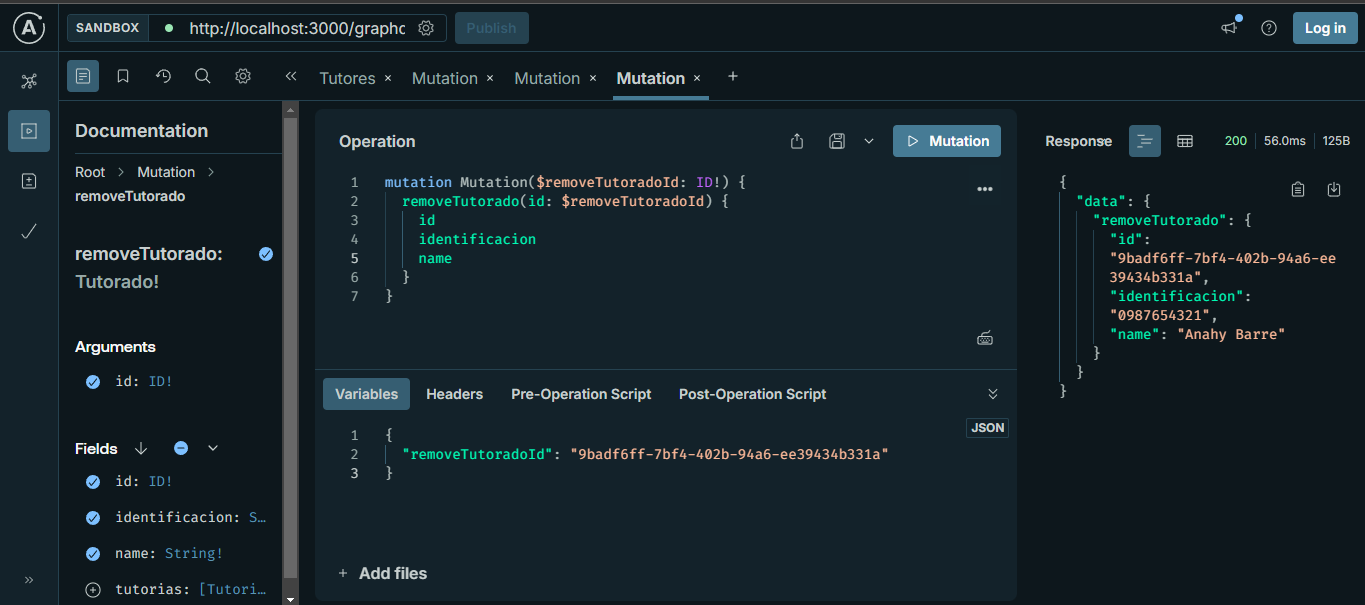 A SANDBOX http://localhost:3000/graphc Publish Log in
Tutores × Mutation × Mutation × Mutation × +
Documentation
Root > Mutation >
removeTutorado
removeTutorado:
Tutorado!
Arguments
id: ID!
Fields
id: ID!
identificacion: S…
name: String!
tutorias: [Tutori…
Operation
Mutation
1 mutation Mutation($removeTutoradoId: ID!) {
2 removeTutorado(id: $removeTutoradoId) {
3 id
4 identificacion
5 name
6 }
7 }
Variables Headers Pre-Operation Script Post-Operation Script
JSON
1 {
2 "removeTutoradoId": "9badf6ff-7bf4-402b-94a6-ee39434b331a"
3 }
+ Add files
Response 200 56.0ms 125B
{
"data": {
"removeTutorado": {
"id":
"9badf6ff-7bf4-402b-94a6-ee
39434b331a",
"identificacion":
"0987654321",
"name": "Anahy Barre"
}
}
}